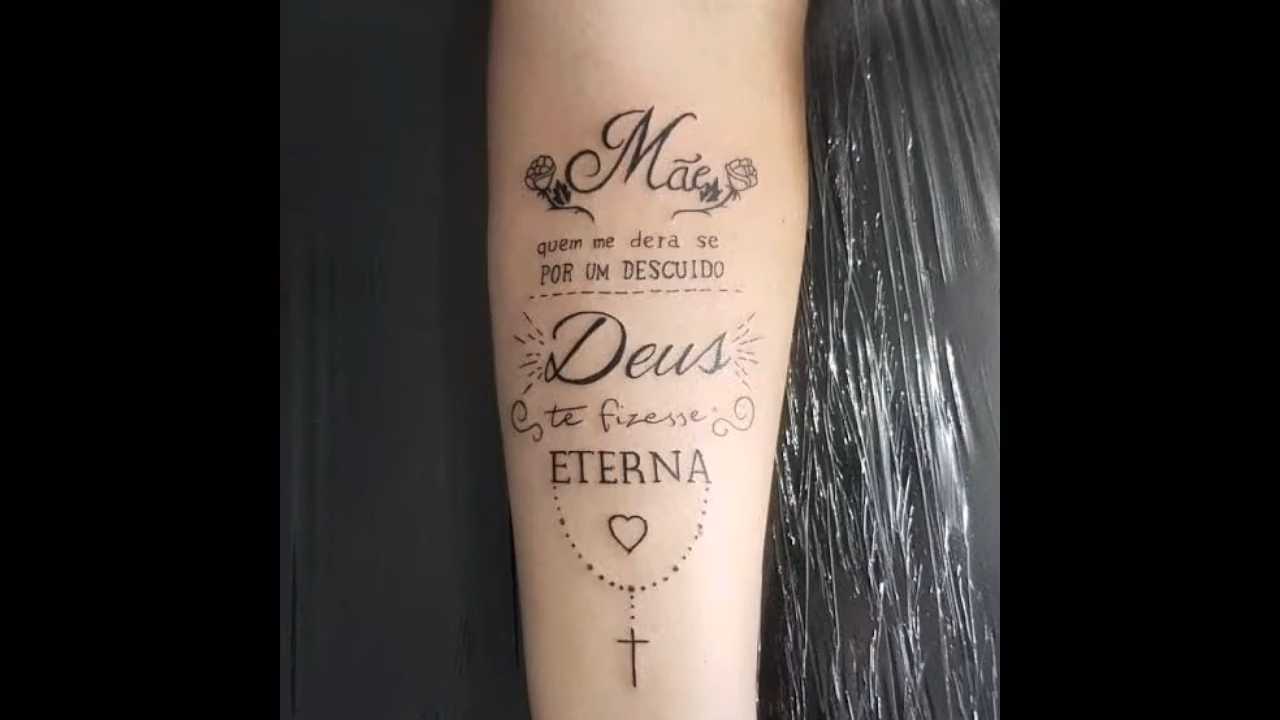 Mãe
quem me dera se
POR UM DESCUIDO
Deus
te fizesse
ETERNA